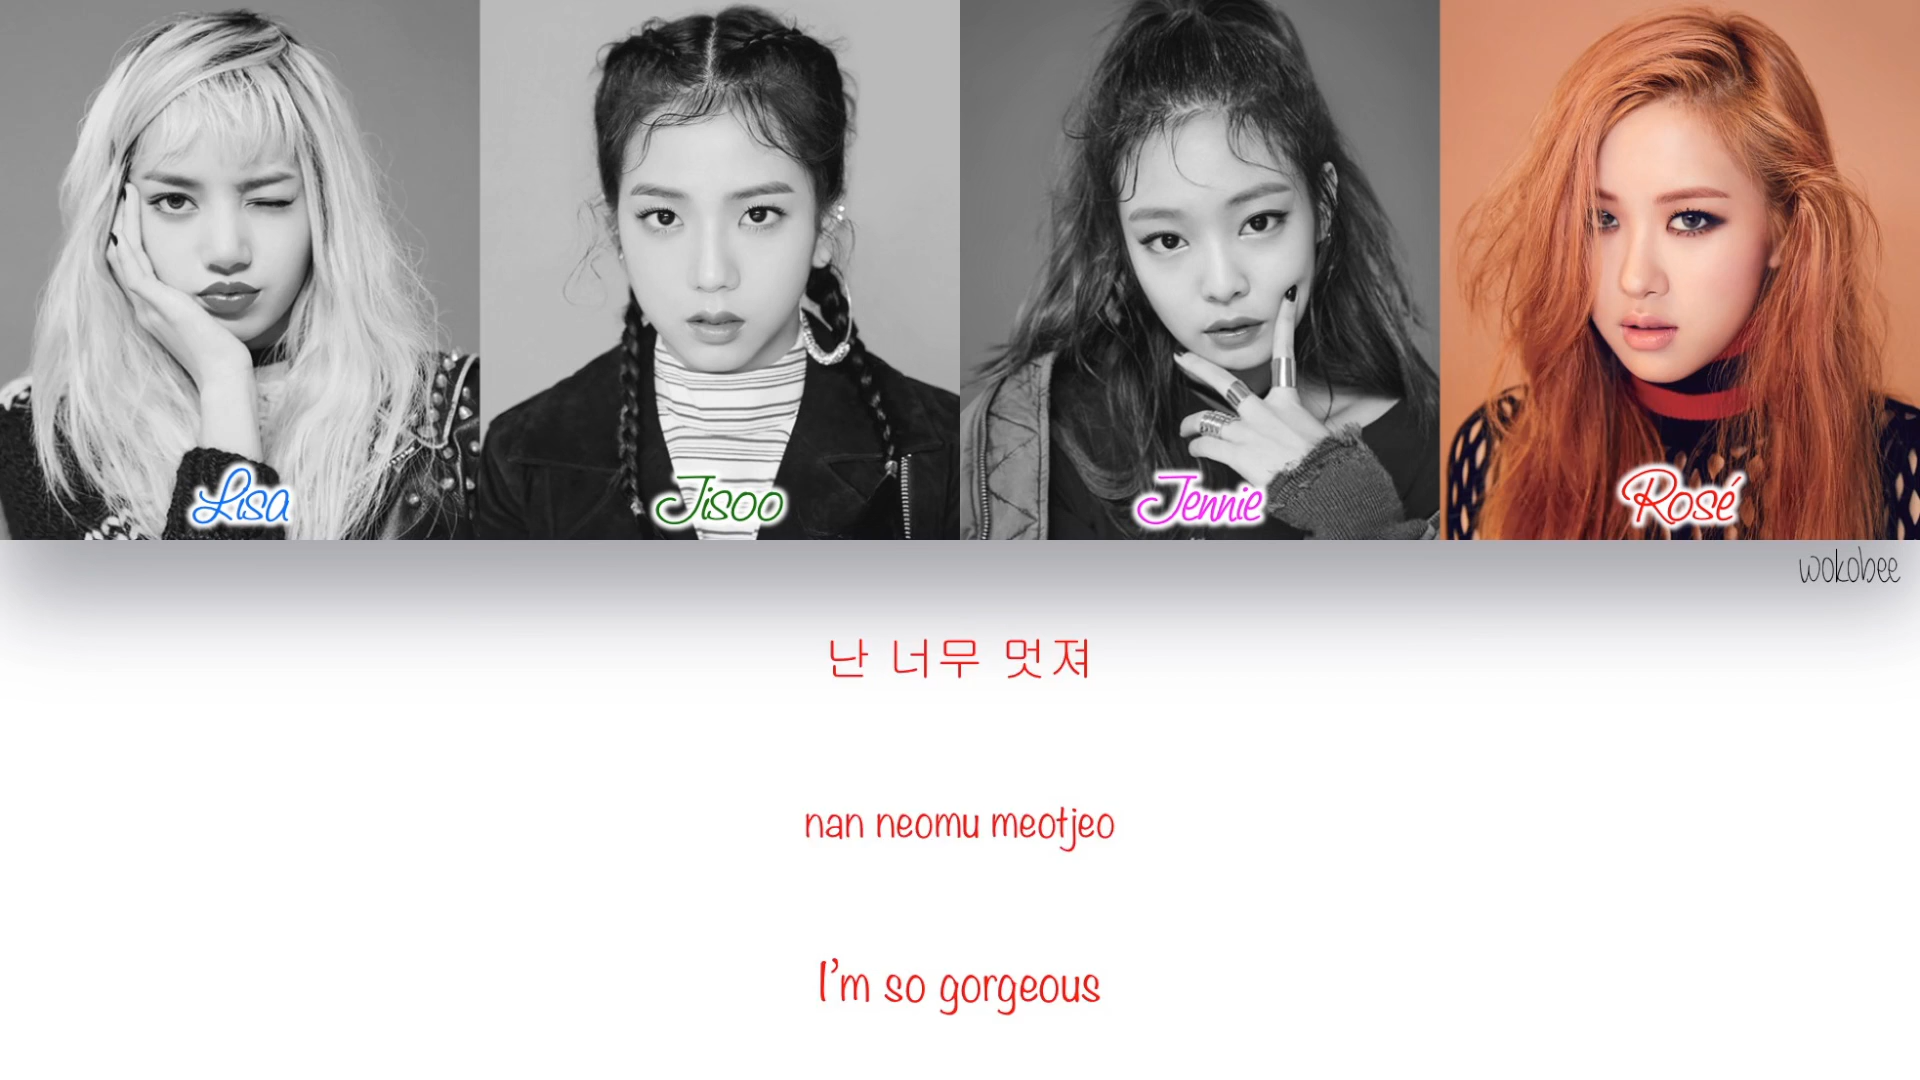 Lisa
Jisoo
Jennie
Rosé
wokobee
난 너무 멋져
nan neomu meotjeo
I'm so gorgeous